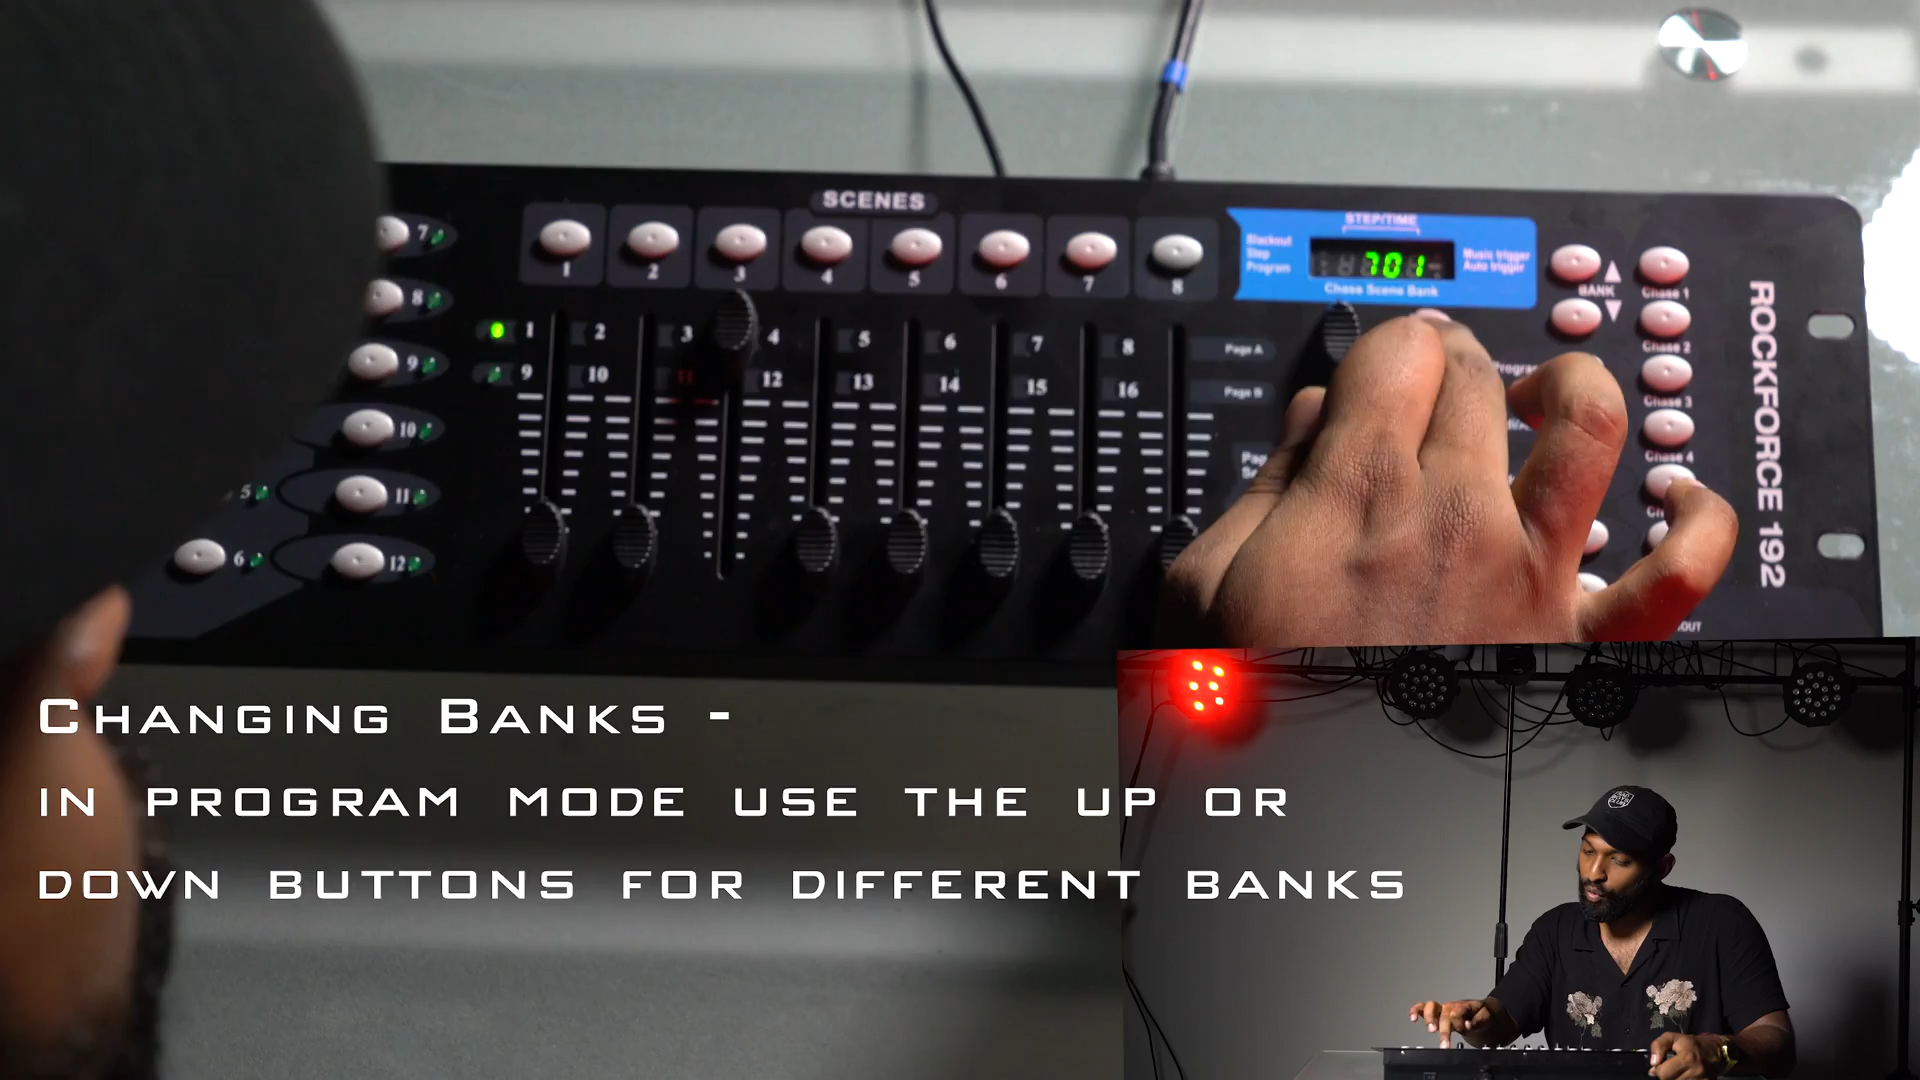 SCENES
7
8
9
10
5
11
6
12
1 2 3 4 5 6 7 8
STEP/TIME
Blackout
Step
Program
701
Music trigger
Auto trigger
Chase Scene Bank
BANK
Chase 1
Chase 2
Chase 3
Chase 4
1 2 3 4 5 6 7 8 Page A
9 10 11 12 13 14 15 16 Page B
ROCKFORCE 192
CHANGING BANKS -
IN PROGRAM MODE USE THE UP OR
DOWN BUTTONS FOR DIFFERENT BANKS